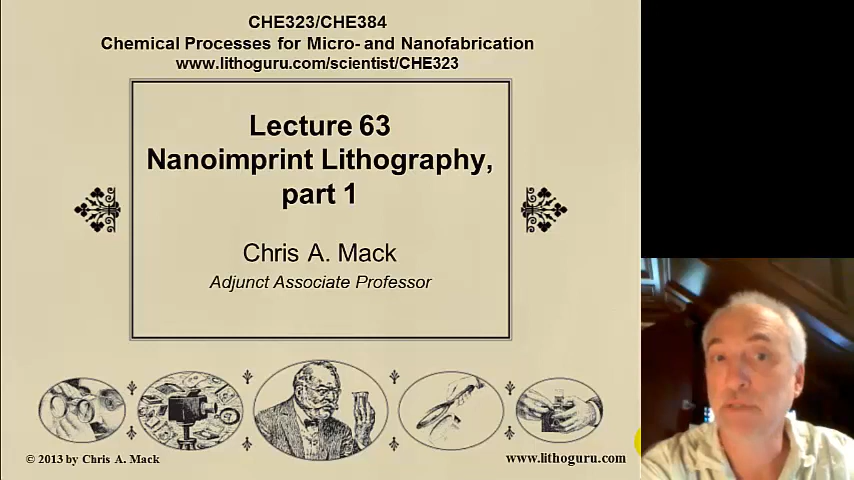 CHE323/CHE384
Chemical Processes for Micro- and Nanofabrication
www.lithoguru.com/scientist/CHE323
Lecture 63
Nanoimprint Lithography,
part 1
Chris A. Mack
Adjunct Associate Professor
© 2013 by Chris A. Mack
www.lithoguru.com